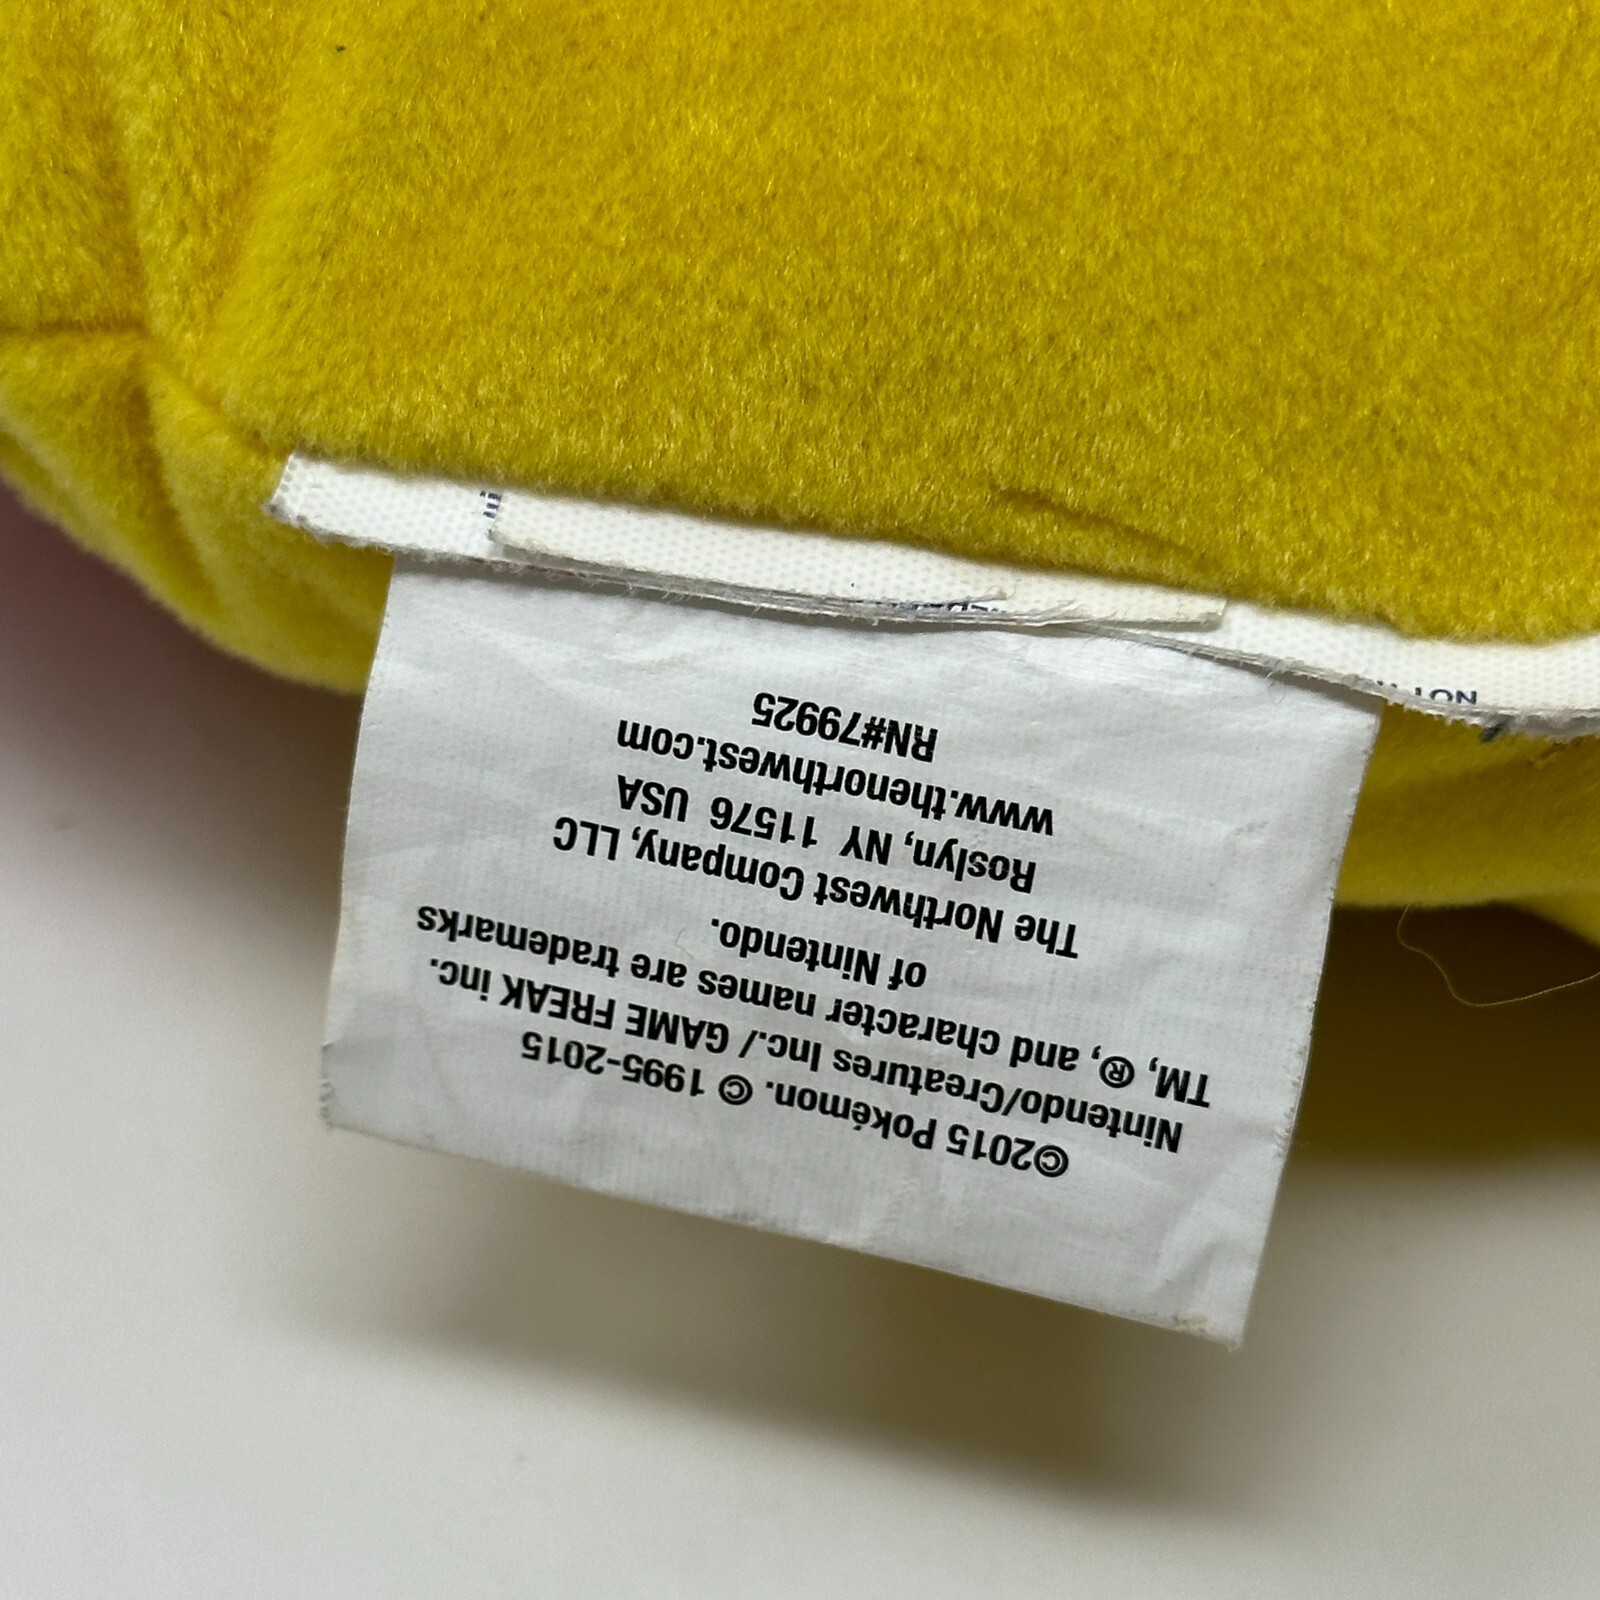 ©2015 Pokémon. © 1995-2015
Nintendo/Creatures Inc./ GAME FREAK inc.
TM, ®, and character names are trademarks
of Nintendo.
The Northwest Company, LLC
Roslyn, NY 11576 USA
www.thenorthwest.com
RN#79925
NOT